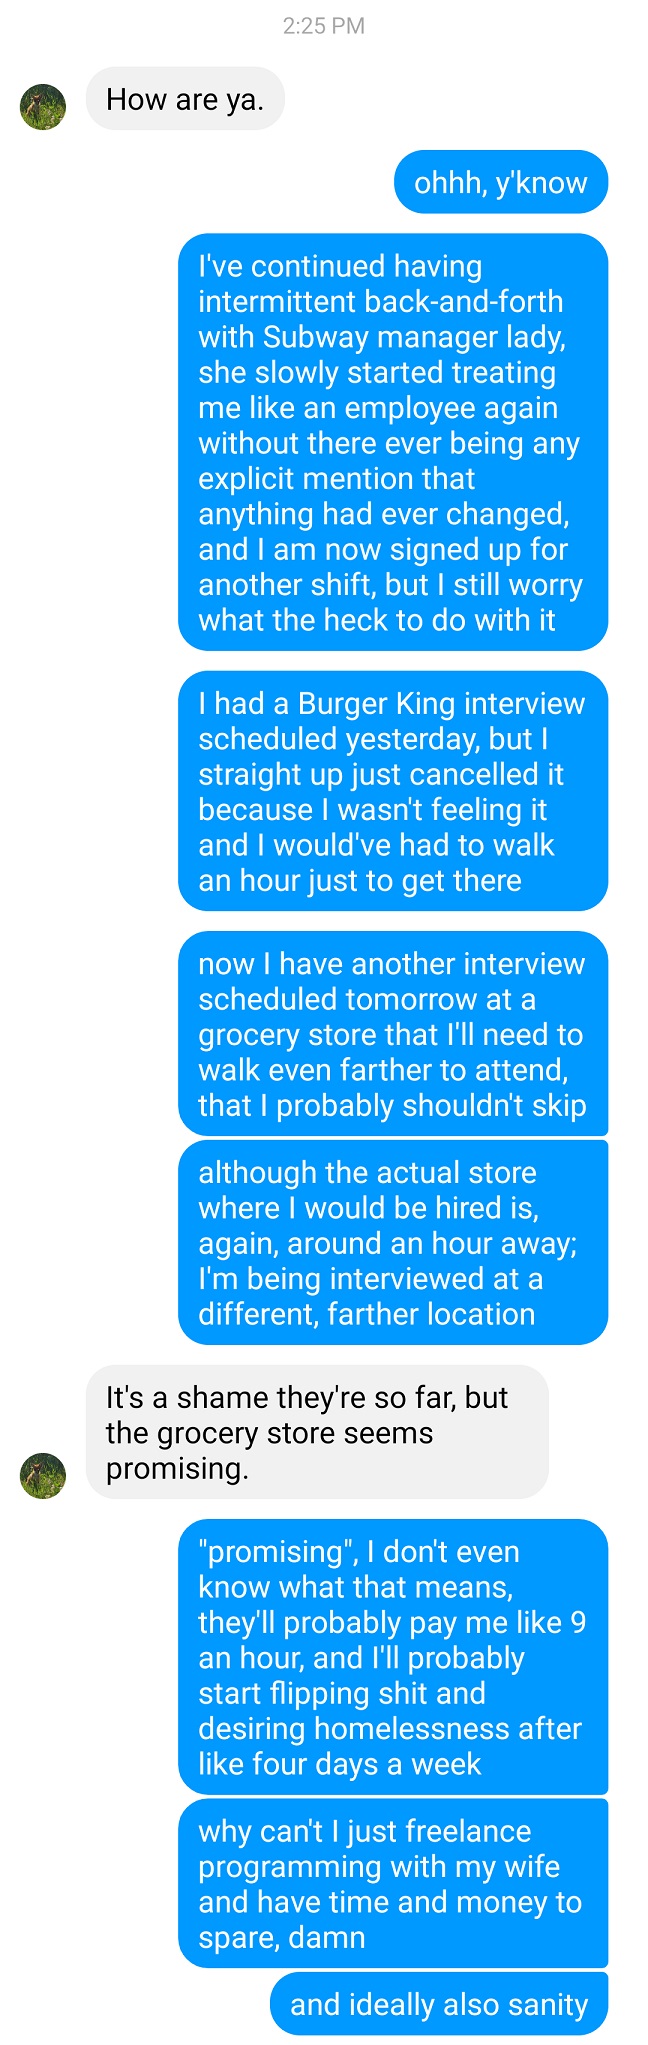 2:25 PM
How are ya.
ohhh, y'know
I've continued having
intermittent back-and-forth
with Subway manager lady,
she slowly started treating
me like an employee again
without there ever being any
explicit mention that
anything had ever changed,
and I am now signed up for
another shift, but I still worry
what the heck to do with it
I had a Burger King interview
scheduled yesterday, but I
straight up just cancelled it
because I wasn't feeling it
and I would've had to walk
an hour just to get there
now I have another interview
scheduled tomorrow at a
grocery store that I'll need to
walk even farther to attend,
that I probably shouldn't skip
although the actual store
where I would be hired is,
again, around an hour away;
I'm being interviewed at a
different, farther location
It's a shame they're so far, but
the grocery store seems
promising.
"promising", I don't even
know what that means,
they'll probably pay me like 9
an hour, and I'll probably
start flipping shit and
desiring homelessness after
like four days a week
why can't I just freelance
programming with my wife
and have time and money to
spare, damn
and ideally also sanity